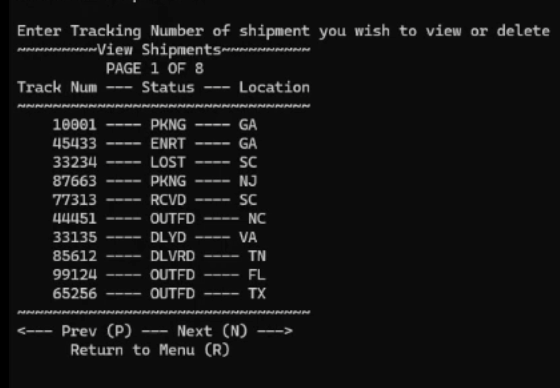 Enter Tracking Number of shipment you wish to view or delete
~~~~~~~~~View Shipments~~~~~~~~~~
PAGE 1 OF 8
Track Num --- Status --- Location
~~~~~~~~~~~~~~~~~~~~~~~~~~~~~~~~~
10001 ---- PKNG ---- GA
45433 ---- ENRT ---- GA
33234 ---- LOST ---- SC
87663 ---- PKNG ---- NJ
77313 ---- RCVD ---- SC
44451 ---- OUTFD ---- NC
33135 ---- DLYD ---- VA
85612 ---- DLVRD ---- TN
99124 ---- OUTFD ---- FL
65256 ---- OUTFD ---- TX
~~~~~~~~~~~~~~~~~~~~~~~~~~~~~~~~~
<--- Prev (P) --- Next (N) --->
Return to Menu (R)